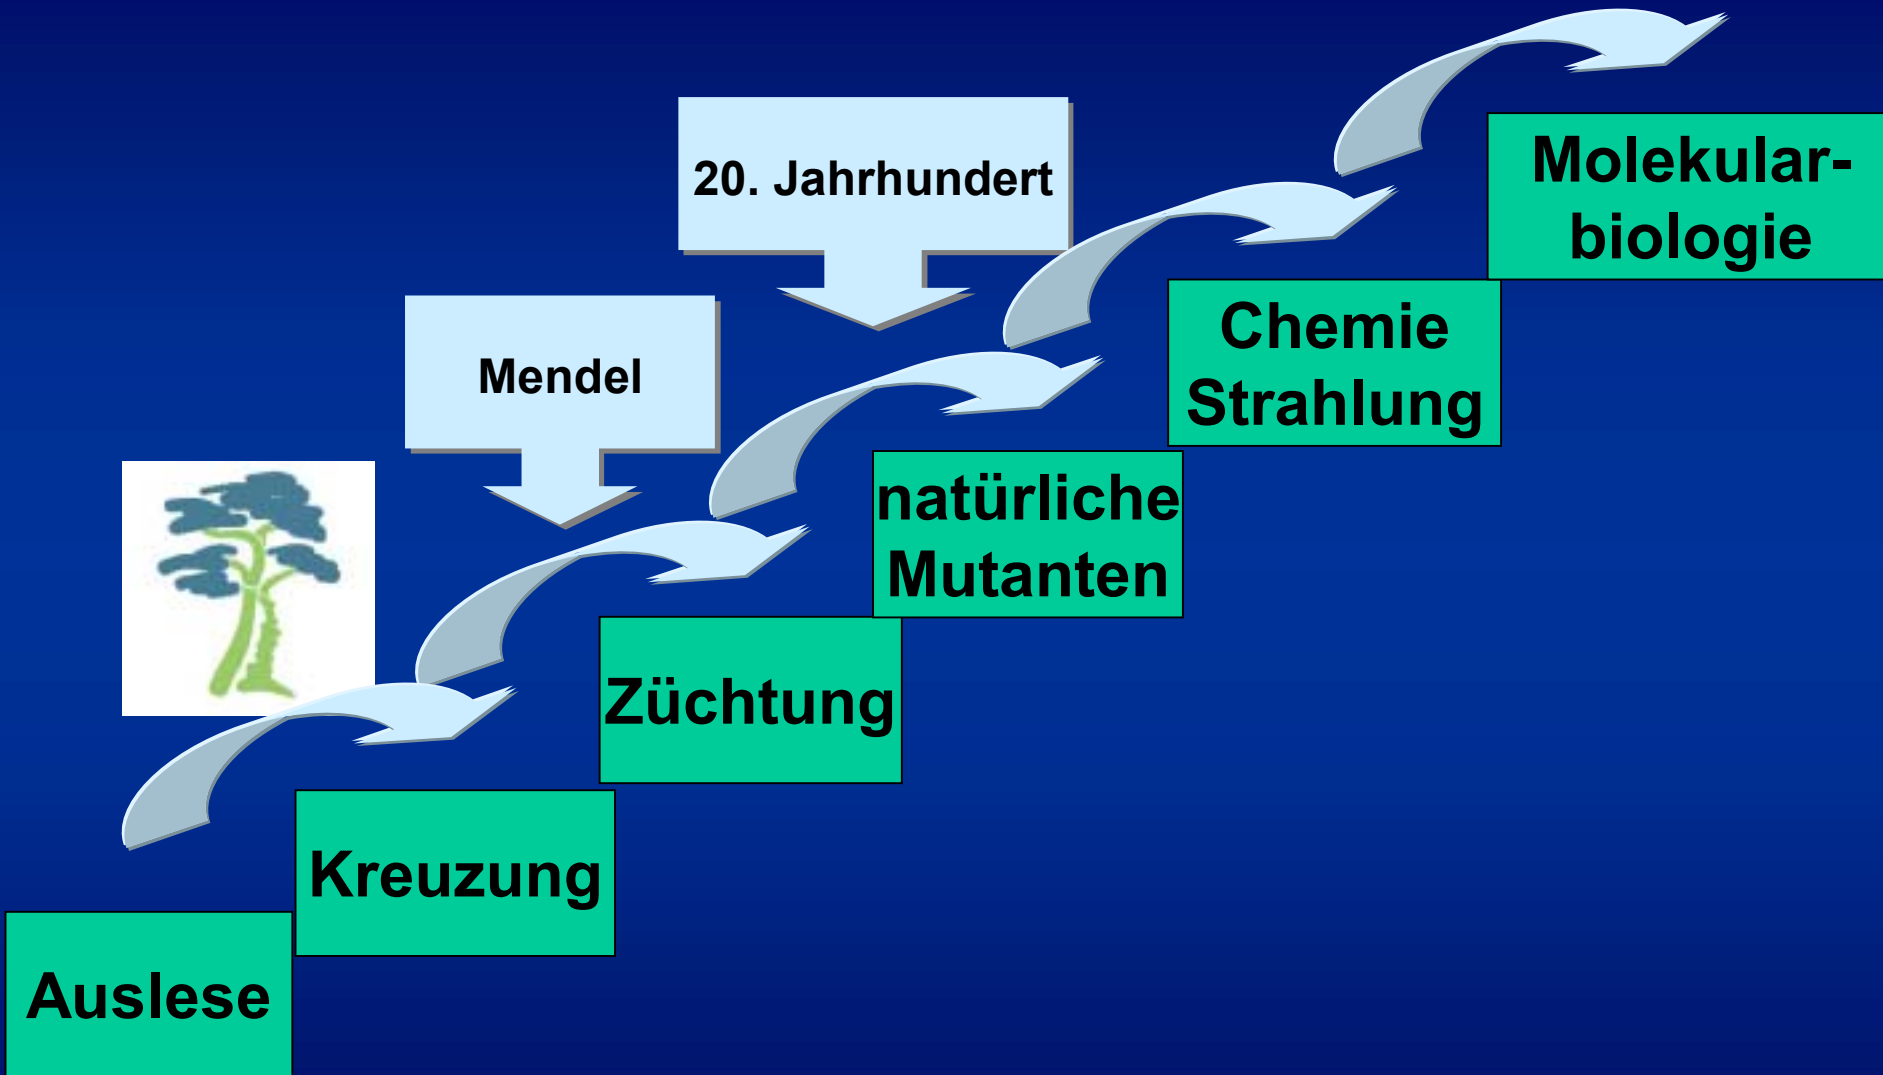 20. Jahrhundert
Mendel
Molekular-
biologie
Chemie
Strahlung
natürliche
Mutanten
Züchtung
Kreuzung
Auslese